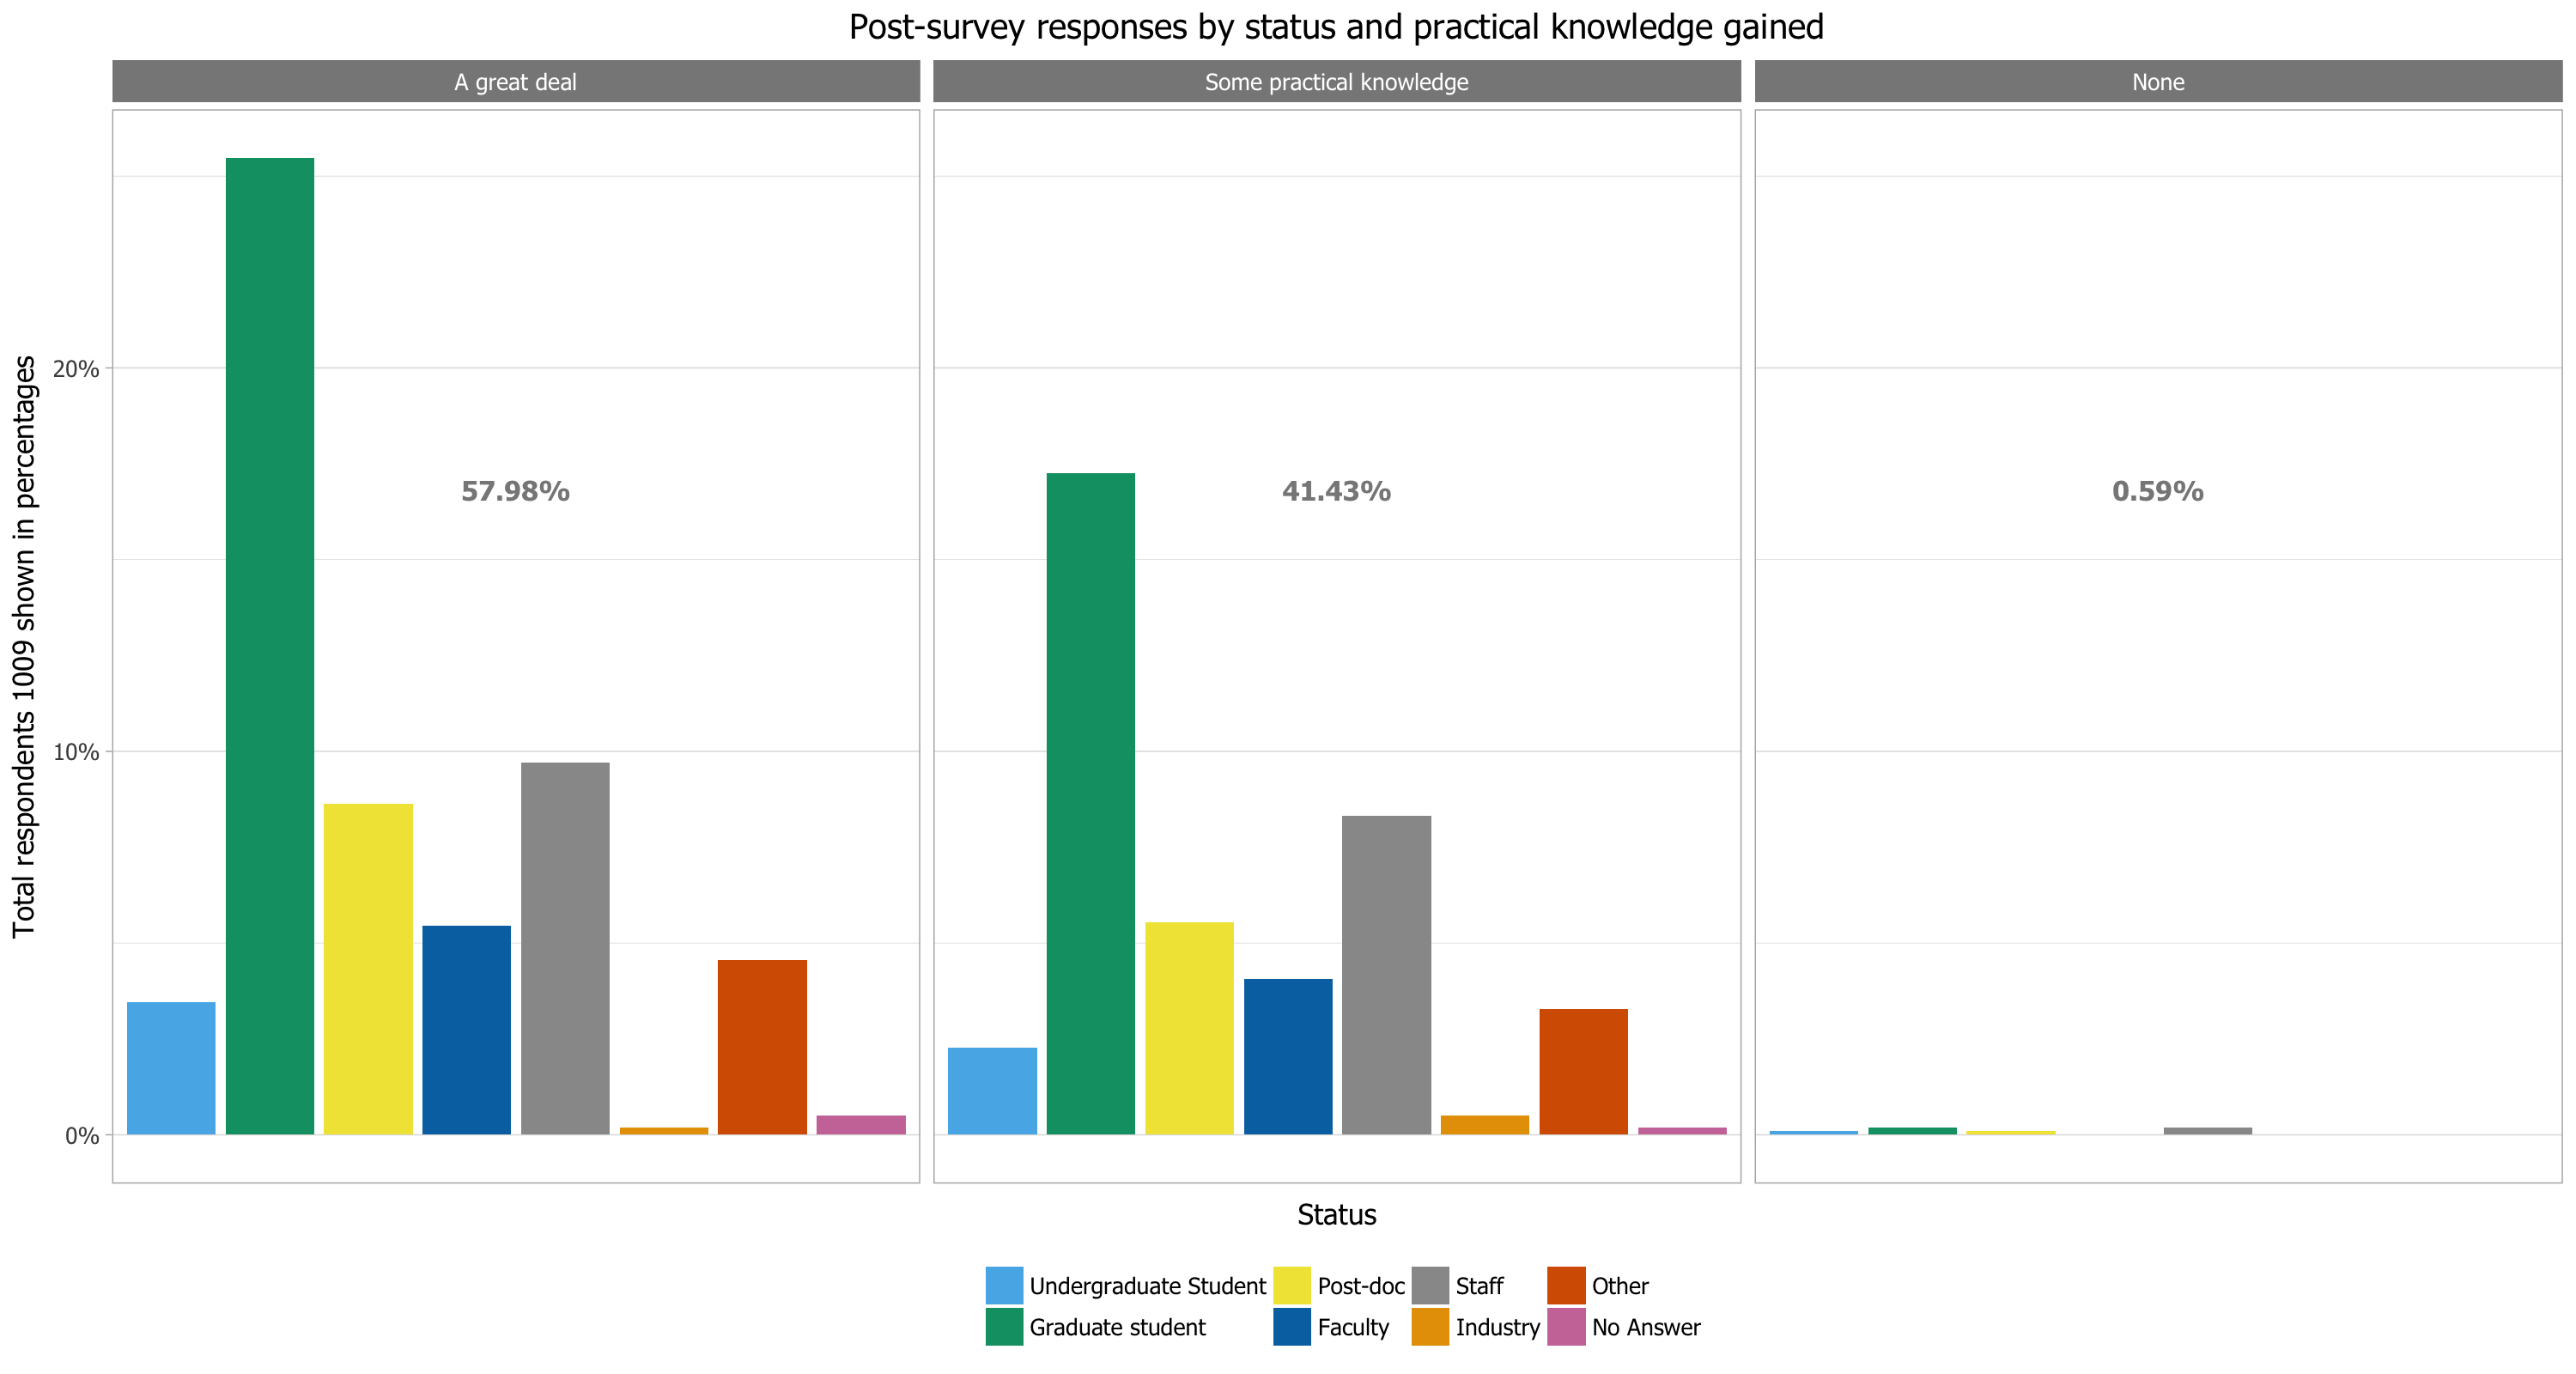 Post-survey responses by status and practical knowledge gained
A great deal
Some practical knowledge
None
Total respondents 1009 shown in percentages
20%
10%
0%
57.98%
41.43%
0.59%
Status
Undergraduate Student
Post-doc
Staff
Other
Graduate student
Faculty
Industry
No Answer